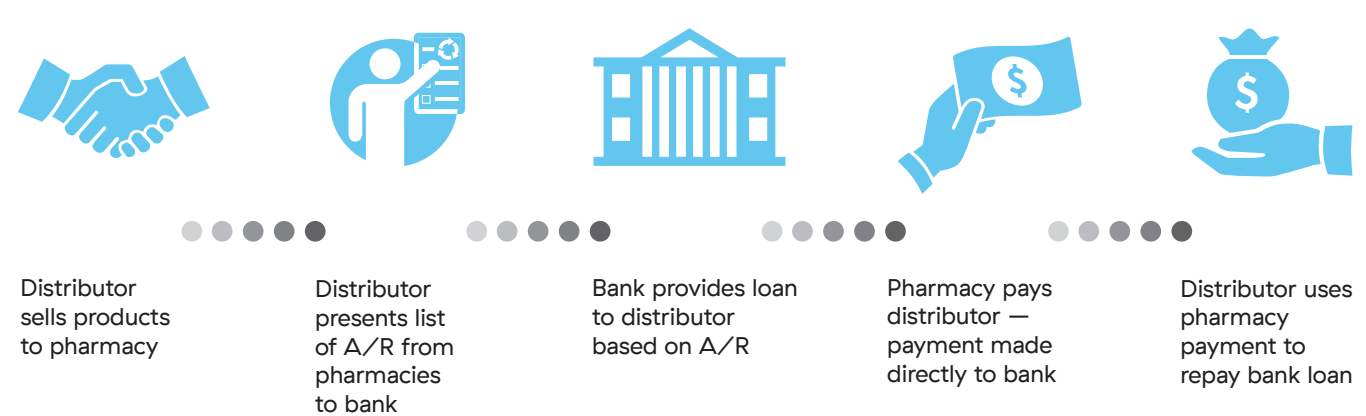 $
$
Distributor
sells products
to pharmacy
Distributor
presents list
of A/R from
pharmacies
to bank
Bank provides loan
to distributor
based on A/R
Pharmacy pays
distributor —
payment made
directly to bank
Distributor uses
pharmacy
payment to
repay bank loan